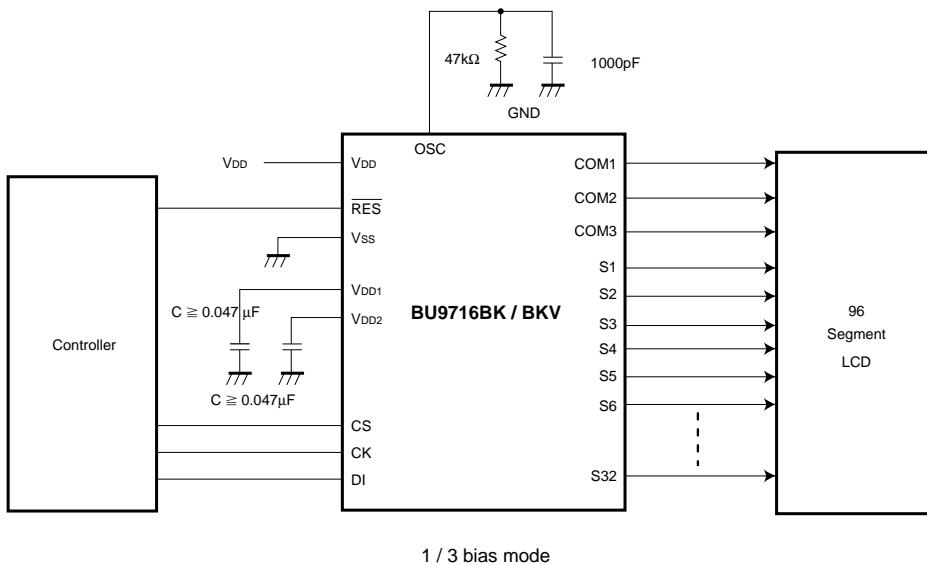 47kΩ
1000pF
GND
OSC
VDD
VDD
RES
VSS
VDD1
VDD2
C ≧ 0.047 μF
C ≧ 0.047μF
CS
CK
DI
Controller
BU9716BK / BKV
COM1
COM2
COM3
S1
S2
S3
S4
S5
S6
S32
96
Segment
LCD
1 / 3 bias mode